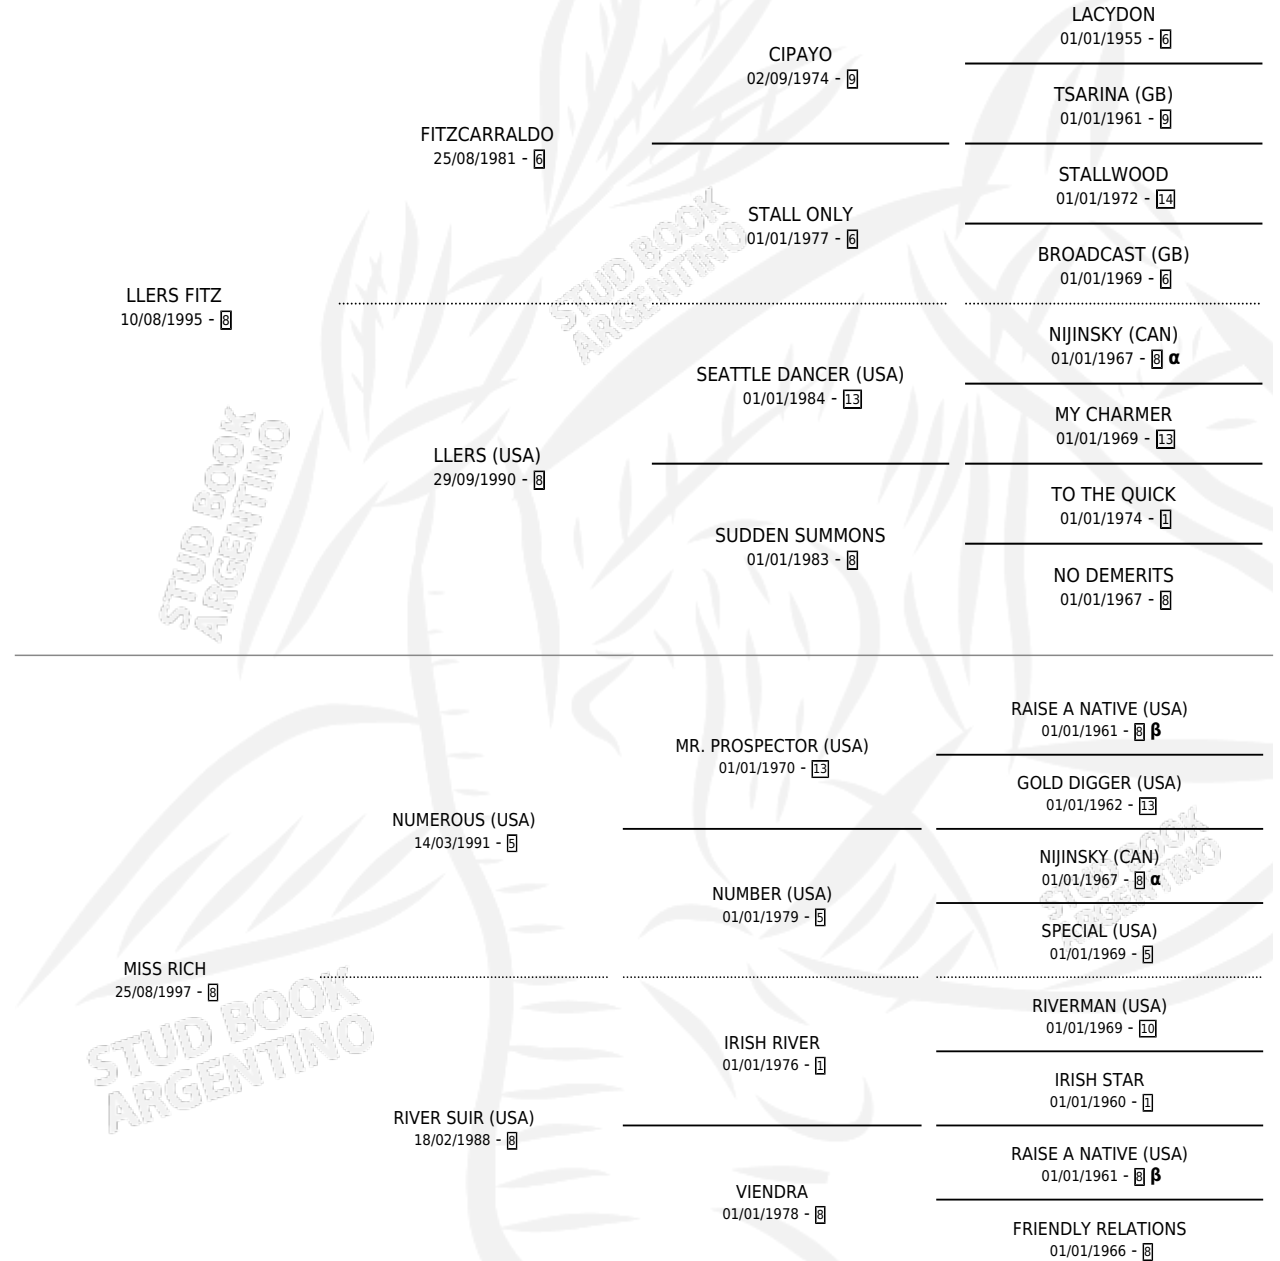 LACYDON
01/01/1955 - 6
CIPAYO
02/09/1974 - 9
TSARINA (GB)
01/01/1961 - 9
FITZCARRALDO
25/08/1981 - 6
STALLWOOD
01/01/1972 - 14
STALL ONLY
01/01/1977 - 6
BROADCAST (GB)
01/01/1969 - 6
LLERS FITZ
10/08/1995 - 8
NIJINSKY (CAN)
01/01/1967 - 8 α
SEATTLE DANCER (USA)
01/01/1984 - 13
MY CHARMER
01/01/1969 - 13
LLERS (USA)
29/09/1990 - 8
TO THE QUICK
01/01/1974 - 1
SUDDEN SUMMONS
01/01/1983 - 8
NO DEMERITS
01/01/1967 - 8
RAISE A NATIVE (USA)
01/01/1961 - 8 β
MR. PROSPECTOR (USA)
01/01/1970 - 13
GOLD DIGGER (USA)
01/01/1962 - 13
NUMEROUS (USA)
14/03/1991 - 5
NIJINSKY (CAN)
01/01/1967 - 8 α
NUMBER (USA)
01/01/1979 - 5
SPECIAL (USA)
01/01/1969 - 5
MISS RICH
25/08/1997 - 8
RIVERMAN (USA)
01/01/1969 - 10
IRISH RIVER
01/01/1976 - 1
IRISH STAR
01/01/1960 - 1
RIVER SUIR (USA)
18/02/1988 - 8
RAISE A NATIVE (USA)
01/01/1961 - 8 β
VIENDRA
01/01/1978 - 8
FRIENDLY RELATIONS
01/01/1966 - 8
STUD BOOK
ARGENTINO
STUD BOOK
ARGENTINO
STUD BOOK
ARGENTINO
STUD BOOK
ARGENTINO